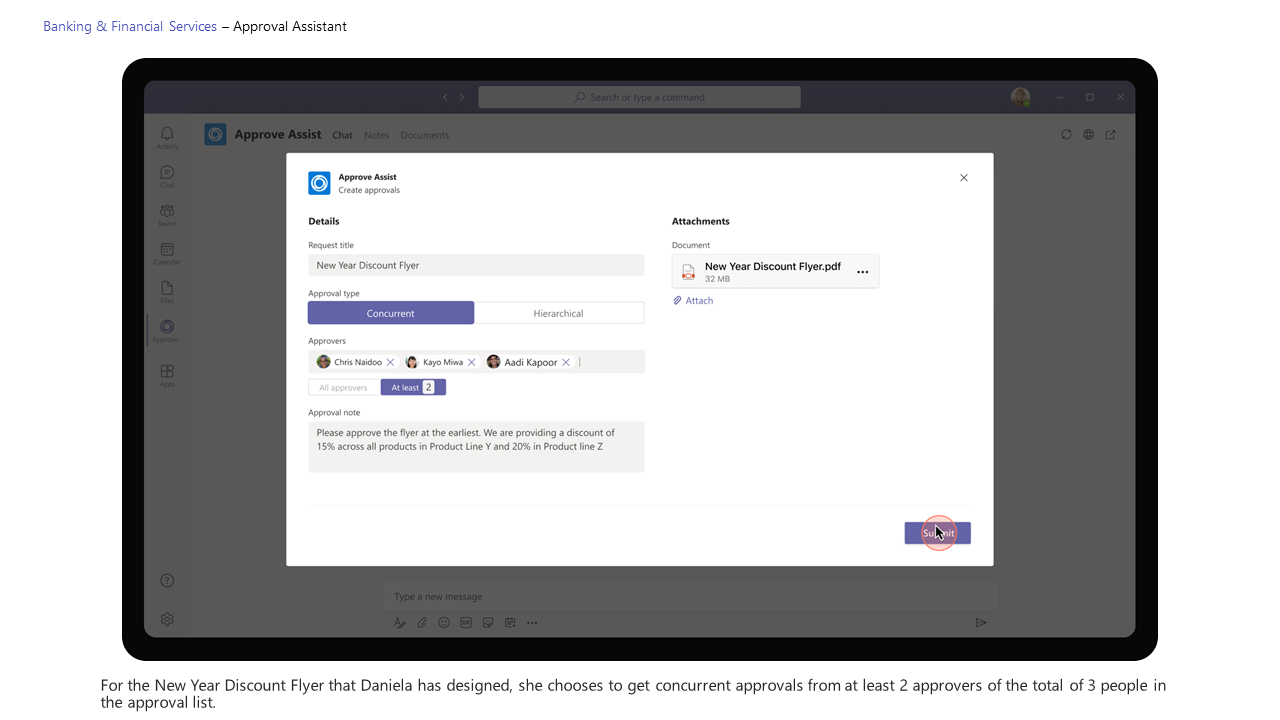 Banking & Financial Services – Approval Assistant
Search or type a command
Approve Assist Chat Notes Documents
Activity
Chat
Teams
Calendar
Files
Approve...
Apps
Approve Assist
Create approvals
Details
Request title
New Year Discount Flyer
Approval type
Concurrent Hierarchical
Approvers
Chris Naidoo Kayo Miwa Aadi Kapoor
All approvers At least 2
Approval note
Please approve the flyer at the earliest. We are providing a discount of
15% across all products in Product Line Y and 20% in Product line Z
Attachments
Document
New Year Discount Flyer.pdf
32 MB
Attach
Submit
Type a new message
GIF
For the New Year Discount Flyer that Daniela has designed, she chooses to get concurrent approvals from at least 2 approvers of the total of 3 people in
the approval list.